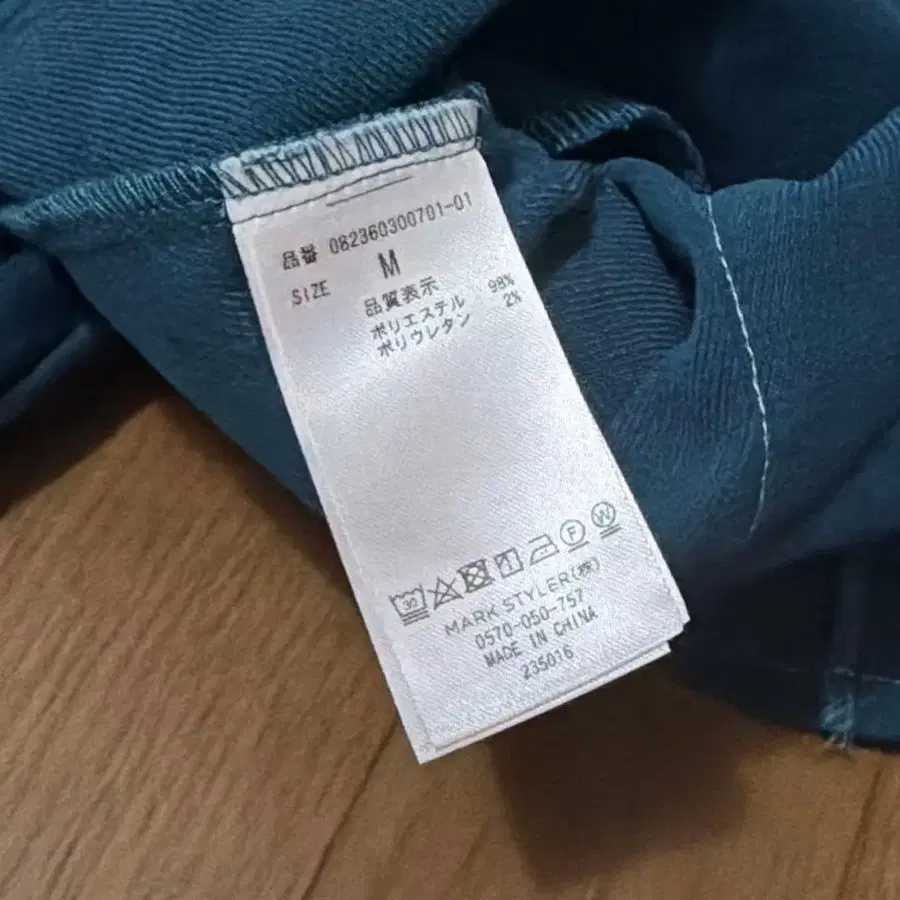 品番 082360300701-01
SIZE M
品質表示
ポリエステル 98%
ポリウレタン 2%
30 F W
MARK STYLER(株)
0570-050-757
MADE IN CHINA
235016